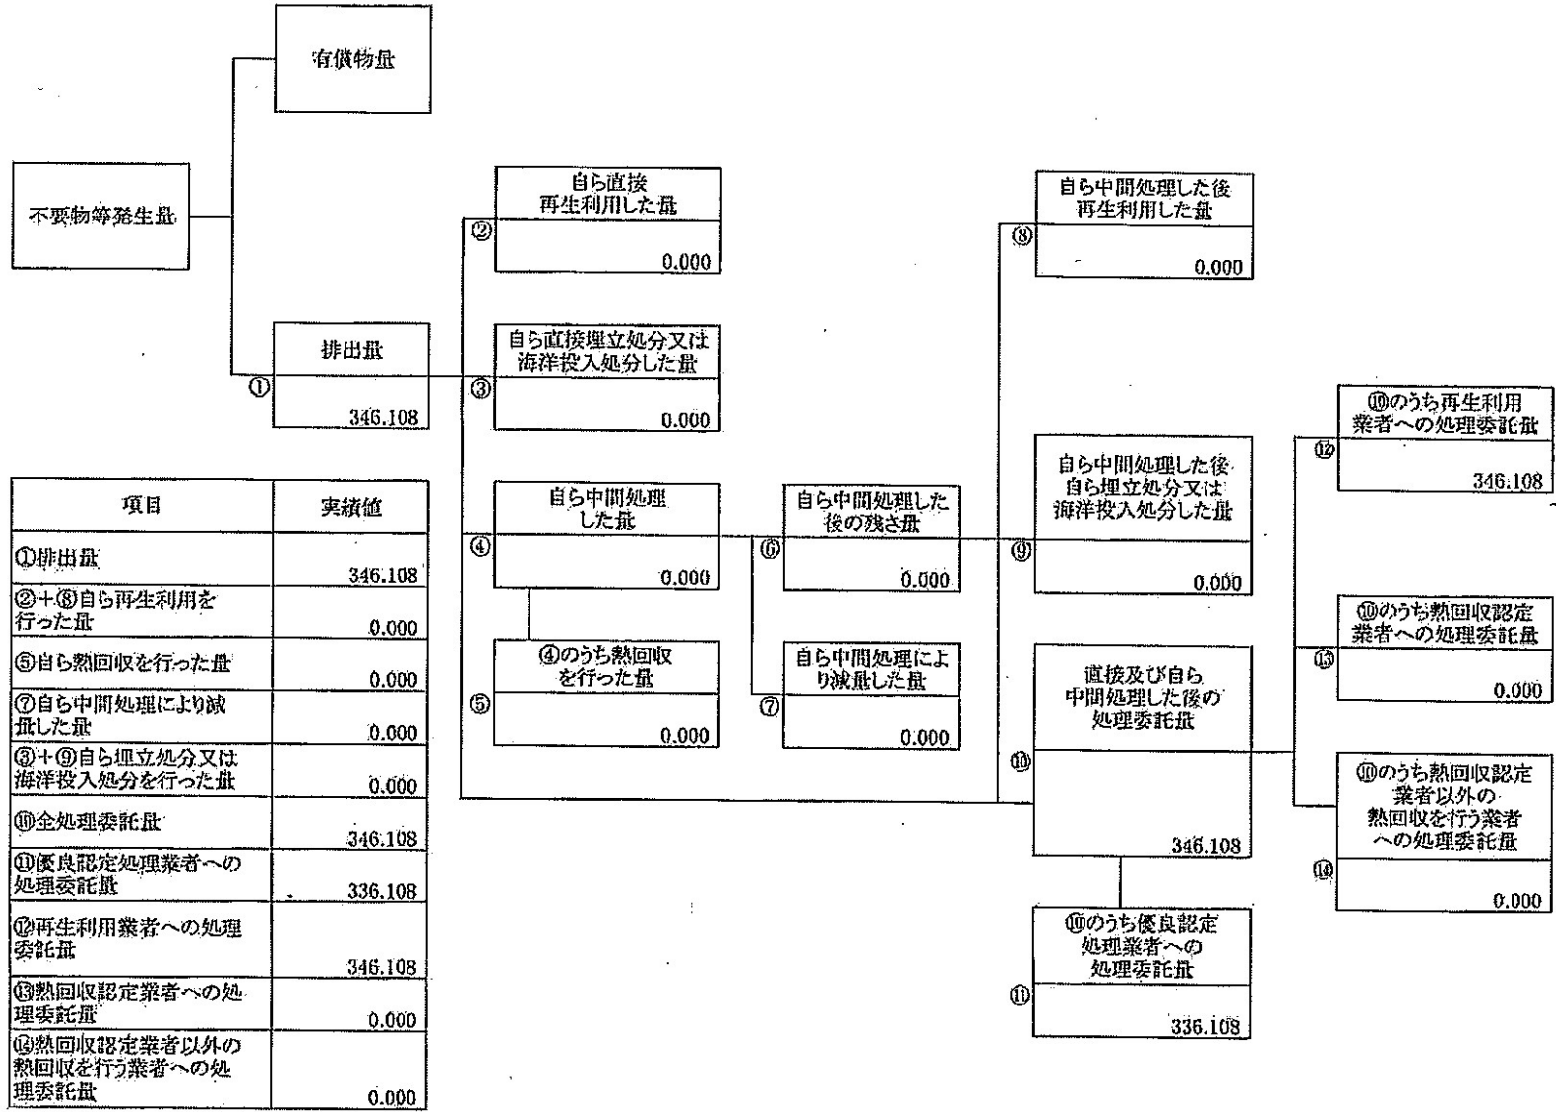 有償物量
不要物等発生量
排出量
①
346.108
自ら直接
再生利用した量
②
0.000
自ら直接埋立処分又は
海洋投入処分した量
③
0.000
自ら中間処理
した量
④
0.000
④のうち熱回収
を行った量
⑤
0.000
自ら中間処理した
後の残さ量
⑥
0.000
自ら中間処理によ
り減量した量
⑦
0.000
自ら中間処理した後
再生利用した量
⑧
0.000
自ら中間処理した後
自ら埋立処分又は
海洋投入処分した量
⑨
0.000
直接及び自ら
中間処理した後の
処理委託量
⑩
346.108
⑩のうち優良認定
処理業者への
処理委託量
⑪
336.108
⑩のうち再生利用
業者への処理委託量
⑫
346.108
⑩のうち熱回収認定
業者への処理委託量
⑬
0.000
⑩のうち熱回収認定
業者以外の
熱回収を行う業者
への処理委託量
⑭
0.000
項目 実績値
①排出量
346.108
②+⑧自ら再生利用を
行った量
0.000
⑤自ら熱回収を行った量
0.000
⑦自ら中間処理により減
量した量
0.000
③+⑨自ら埋立処分又は
海洋投入処分を行った量
0.000
⑩全処理委託量
346.108
⑪優良認定処理業者への
処理委託量
336.108
⑫再生利用業者への処理
委託量
346.108
⑬熱回収認定業者への処
理委託量
0.000
⑭熱回収認定業者以外の
熱回収を行う業者への処
理委託量
0.000